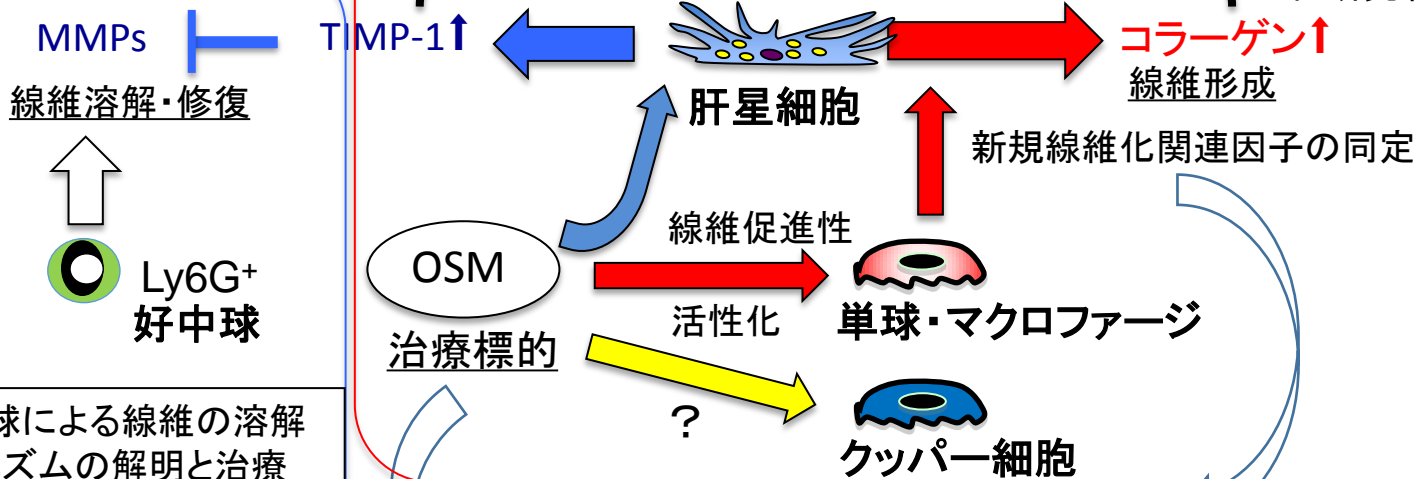 MMPs
TIMP-1↑
コラーゲン↑
線維溶解・修復
肝星細胞
線維形成
新規線維化関連因子の同定
線維促進性
OSM
Ly6G⁺
好中球
活性化
単球・マクロファージ
治療標的
?
球による線維の溶解
ズムの解明と治療
クッパー細胞